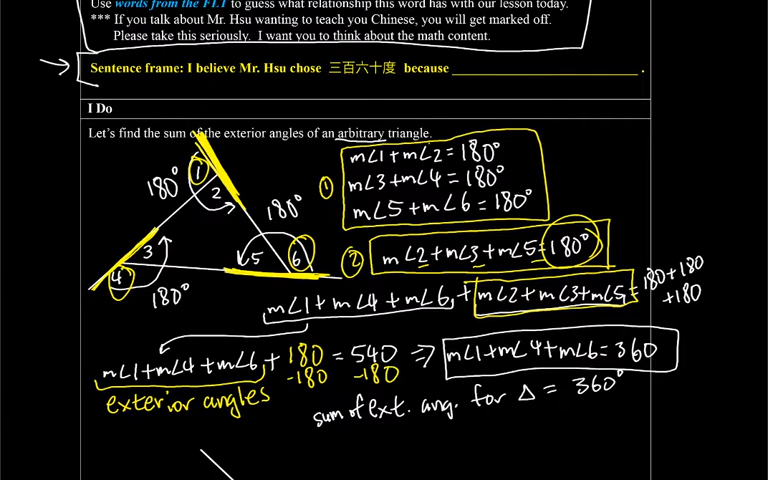 Use words from the FLT to guess what relationship this word has with our lesson today.
*** If you talk about Mr. Hsu wanting to teach you Chinese, you will get marked off.
Please take this seriously. I want you to think about the math content.
Sentence frame: I believe Mr. Hsu chose 三百六十度 because ______________________________ .
I Do
Let's find the sum of the exterior angles of an arbitrary triangle.
180° 1 2 180°
3 4 180°
5 6
① m∠1 + m∠2 = 180°
m∠3 + m∠4 = 180°
m∠5 + m∠6 = 180°
② m∠2 + m∠3 + m∠5 = 180°
m∠1 + m∠4 + m∠6 + m∠2 + m∠3 + m∠5 = 180 + 180
+ 180
m∠1 + m∠4 + m∠6 + 180 = 540 ⇒ m∠1 + m∠4 + m∠6 = 360
-180 -180
exterior angles
sum of ext. ang. for Δ = 360°